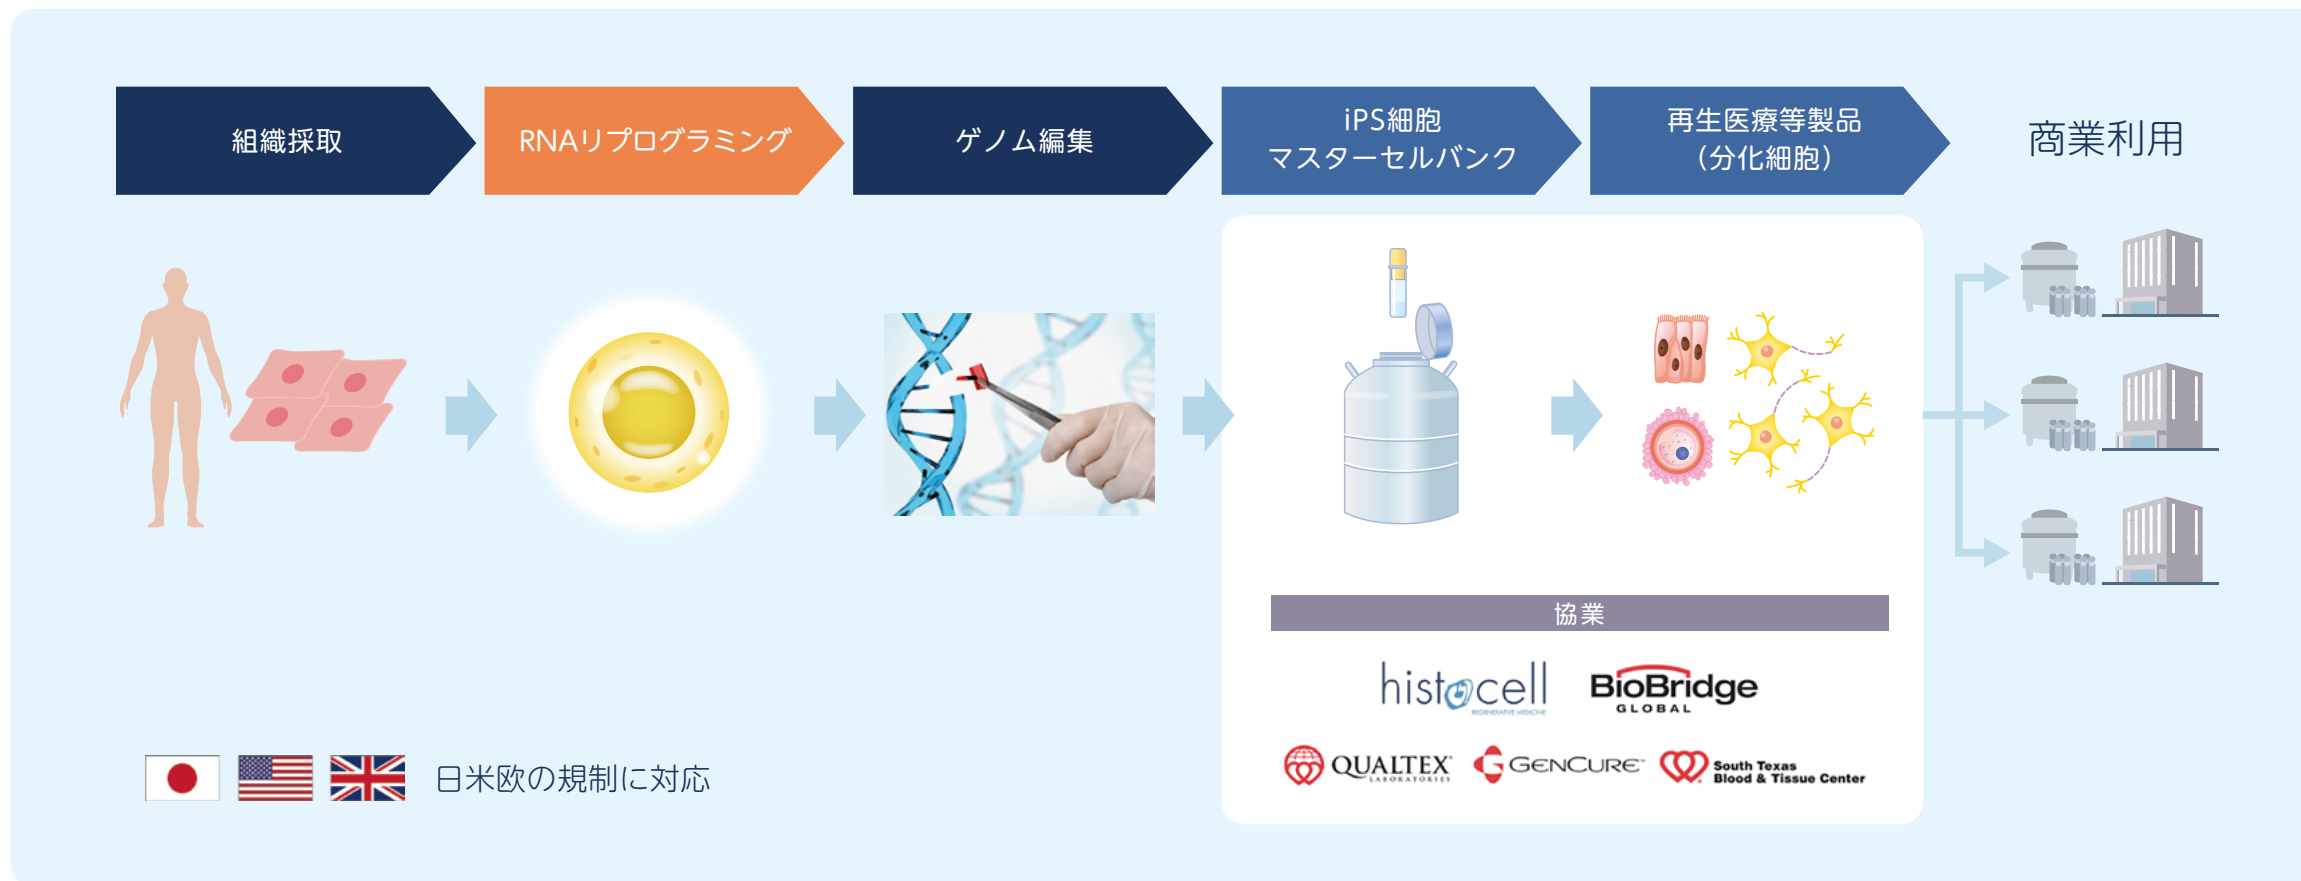 組織採取
RNAリプログラミング
ゲノム編集
iPS細胞
マスターセルバンク
再生医療等製品
（分化細胞）
商業利用
協業
histocell
REGENERATIVE MEDICINE
BioBridge
GLOBAL
QUALTEX
LABORATORIES
GENCURE
South Texas
Blood & Tissue Center
日米欧の規制に対応